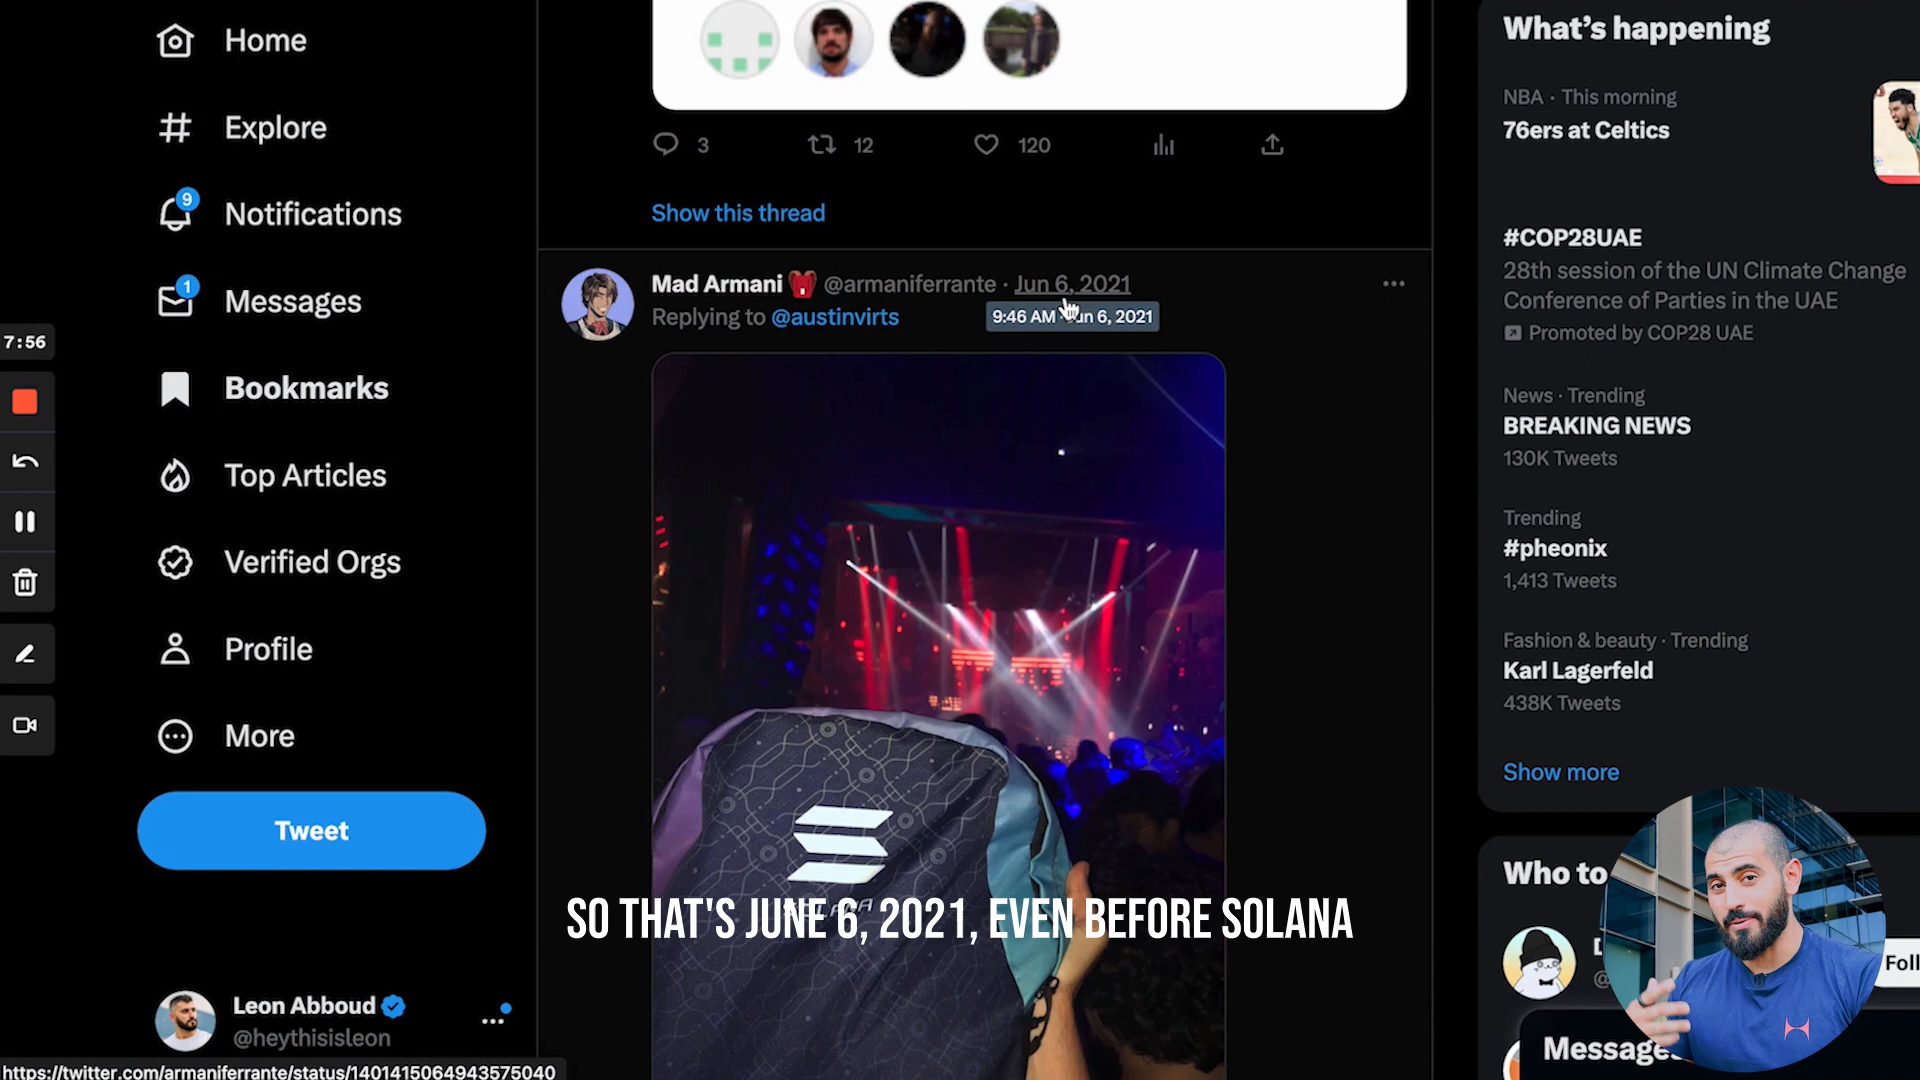 Home
Explore
9
Notifications
1
Messages
7:56
Bookmarks
Top Articles
Verified Orgs
Profile
More
Tweet
Leon Abboud
@heythisisleon
https://twitter.com/armaniferrante/status/1401415064943575040
3
12
120
Show this thread
Mad Armani @armaniferrante · Jun 6, 2021
Replying to @austinvirts
9:46 AM · Jun 6, 2021
SO THAT'S JUNE 6, 2021, EVEN BEFORE SOLANA
What's happening
NBA · This morning
76ers at Celtics
#COP28UAE
28th session of the UN Climate Change
Conference of Parties in the UAE
Promoted by COP28 UAE
News · Trending
BREAKING NEWS
130K Tweets
Trending
#pheonix
1,413 Tweets
Fashion & beauty · Trending
Karl Lagerfeld
438K Tweets
Show more
Who to
Foll
Messages